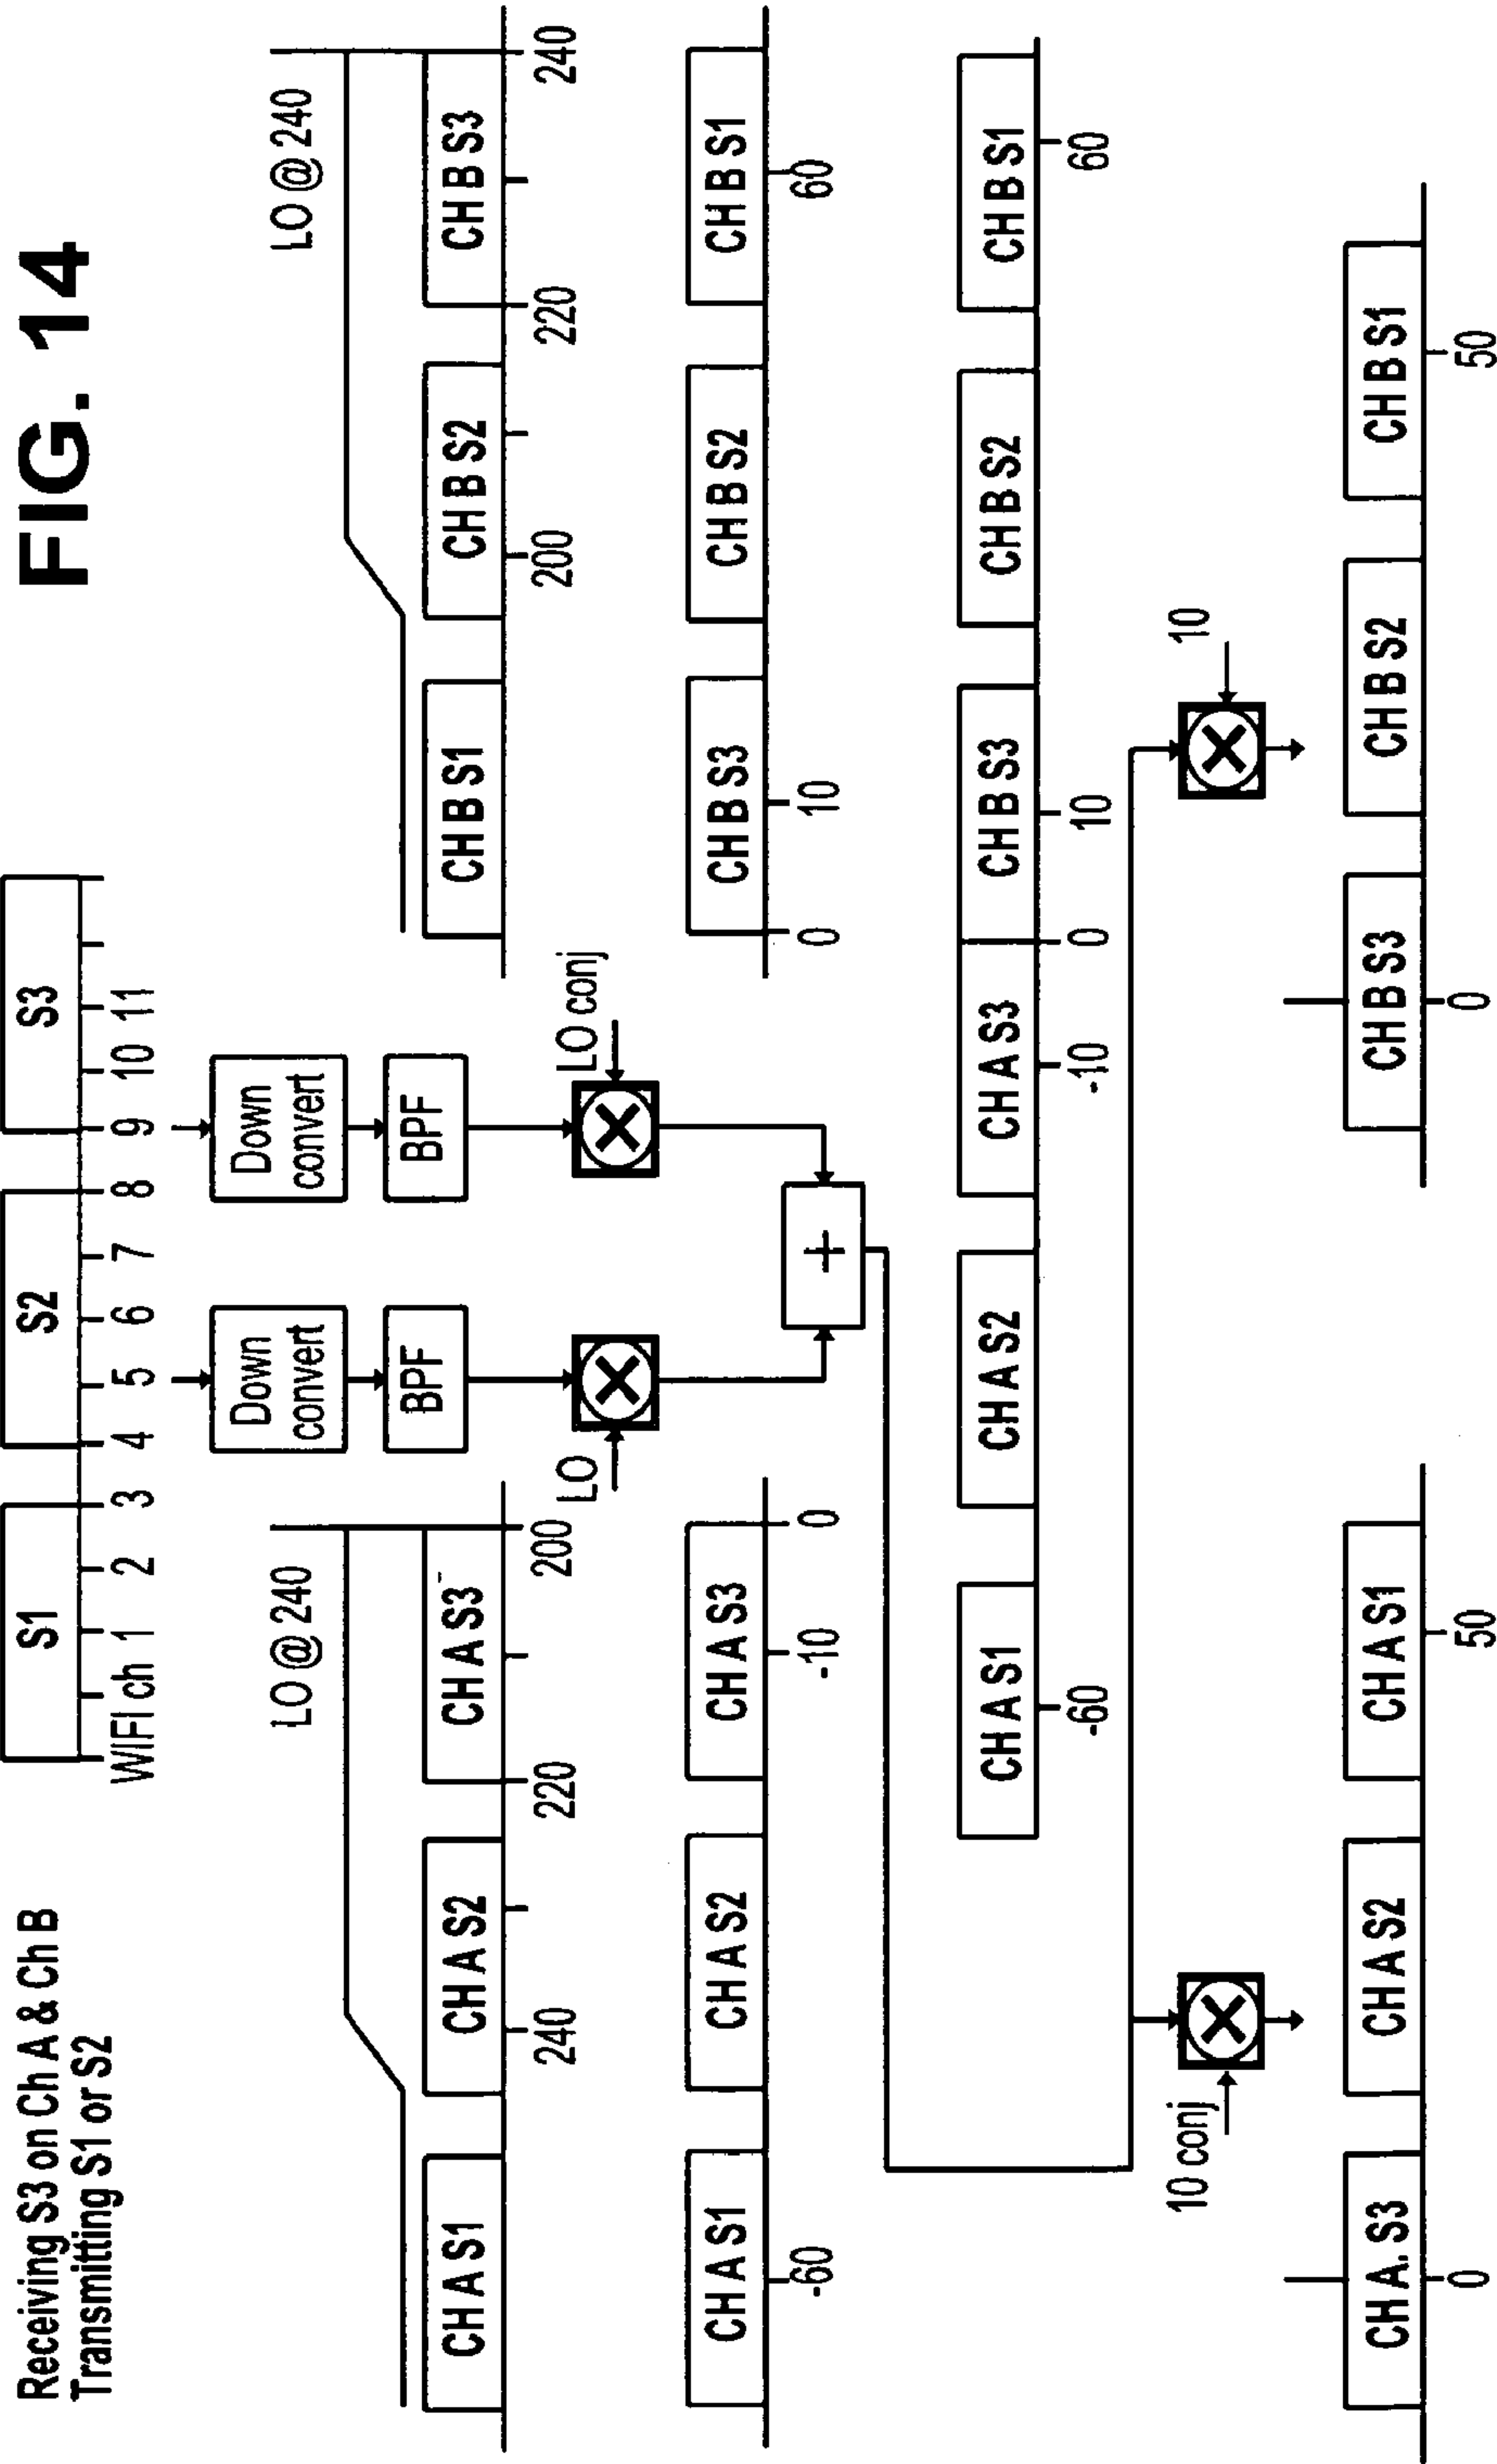 FIG. 14
Receiving S3 on Ch A & Ch B
Transmitting S1 or S2
S1 S2 S3
WIFI ch 1 2 3 4 5 6 7 8 9 10 11
Down convert
Down convert
BPF
BPF
LO
LO conj
+
LO @ 240
CH A S1 CH A S2 CH A S3
240 220 200
LO @ 240
CH B S1 CH B S2 CH B S3
200 220 240
CH A S1 CH A S2 CH A S3
-60 -10 0
CH B S3 CH B S2 CH B S1
0 10 60
CH A S1 CH A S2 CH A S3 CH B S3 CH B S2 CH B S1
-60 -10 0 10 60
10 conj
10
CH A. S3 CH A S2 CH A S1
0 50
CH B S3 CH B S2 CH B S1
0 50